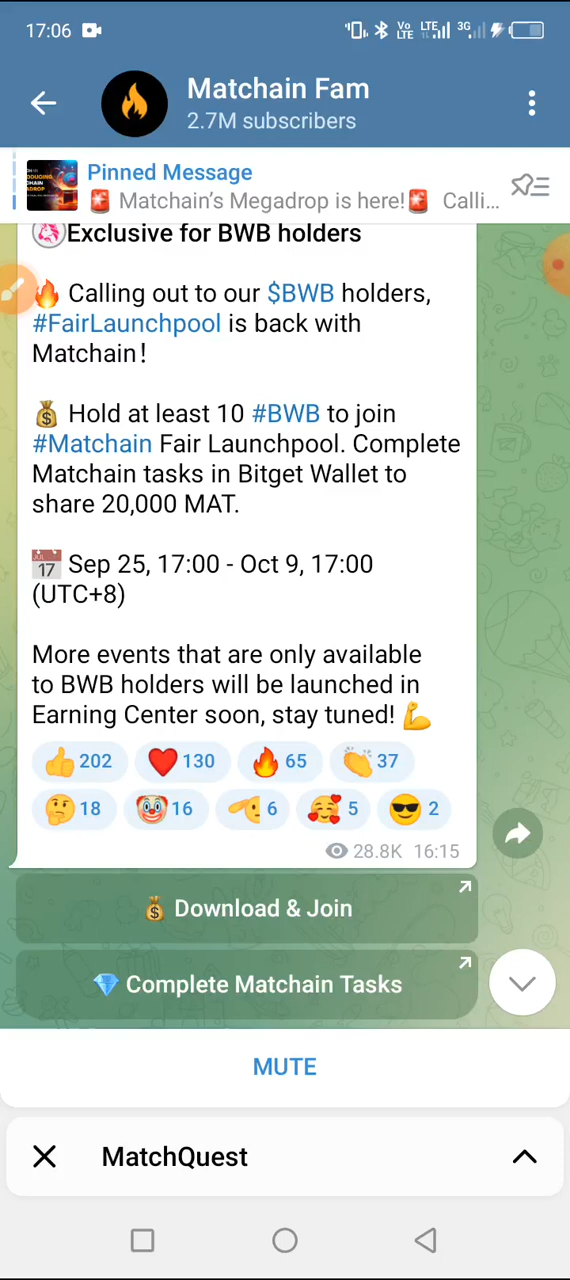 17:06
Vo LTE LTE 3G
Matchain Fam
2.7M subscribers
Pinned Message
🚨 Matchain’s Megadrop is here!🚨 Calli...
Exclusive for BWB holders
🔥 Calling out to our $BWB holders,
#FairLaunchpool is back with
Matchain!
💰 Hold at least 10 #BWB to join
#Matchain Fair Launchpool. Complete
Matchain tasks in Bitget Wallet to
share 20,000 MAT.
📅 Sep 25, 17:00 - Oct 9, 17:00
(UTC+8)
More events that are only available
to BWB holders will be launched in
Earning Center soon, stay tuned! 💪
👍 202 ❤️ 130 🔥 65 👏 37
🤔 18 🤡 16 🫡 6 🥰 5 😎 2
28.8K 16:15
💰 Download & Join
💎 Complete Matchain Tasks
MUTE
MatchQuest